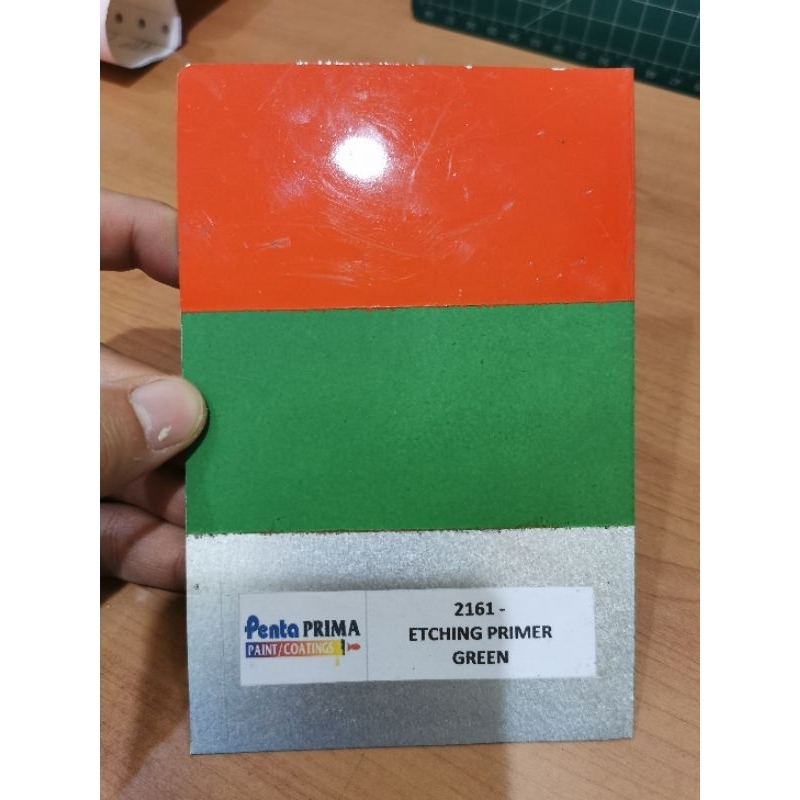 Penta PRIMA
PAINT/COATINGS
2161 -
ETCHING PRIMER
GREEN